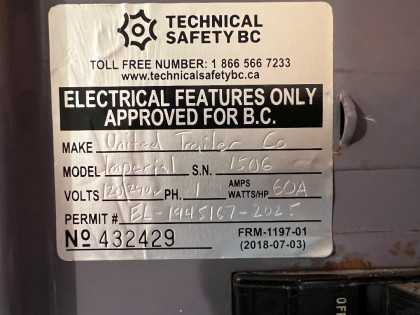 TECHNICAL
SAFETY BC
TOLL FREE NUMBER: 1 866 566 7233
www.technicalsafetybc.ca
ELECTRICAL FEATURES ONLY
APPROVED FOR B.C.
MAKE United Trailer Co
MODEL Imperial S.N. 1506
VOLTS 120/240V PH. 1 AMPS WATTS/HP 60A
PERMIT # EL-1945167-2025
No 432429 FRM-1197-01
(2018-07-03)
OF